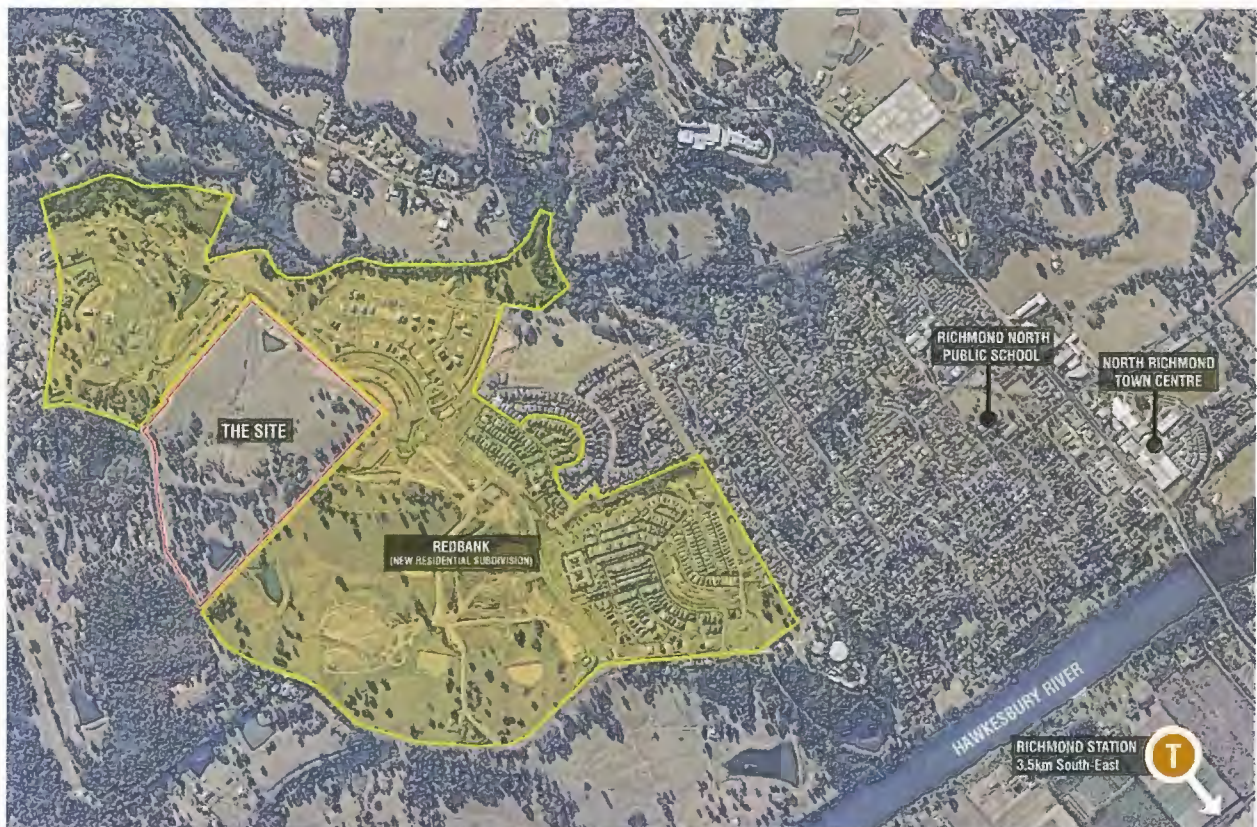 RICHMOND NORTH
PUBLIC SCHOOL
NORTH RICHMOND
TOWN CENTRE
THE SITE
REDBANK
(NEW RESIDENTIAL SUBDIVISION)
HAWKESBURY RIVER
RICHMOND STATION
3.5km South-East
T